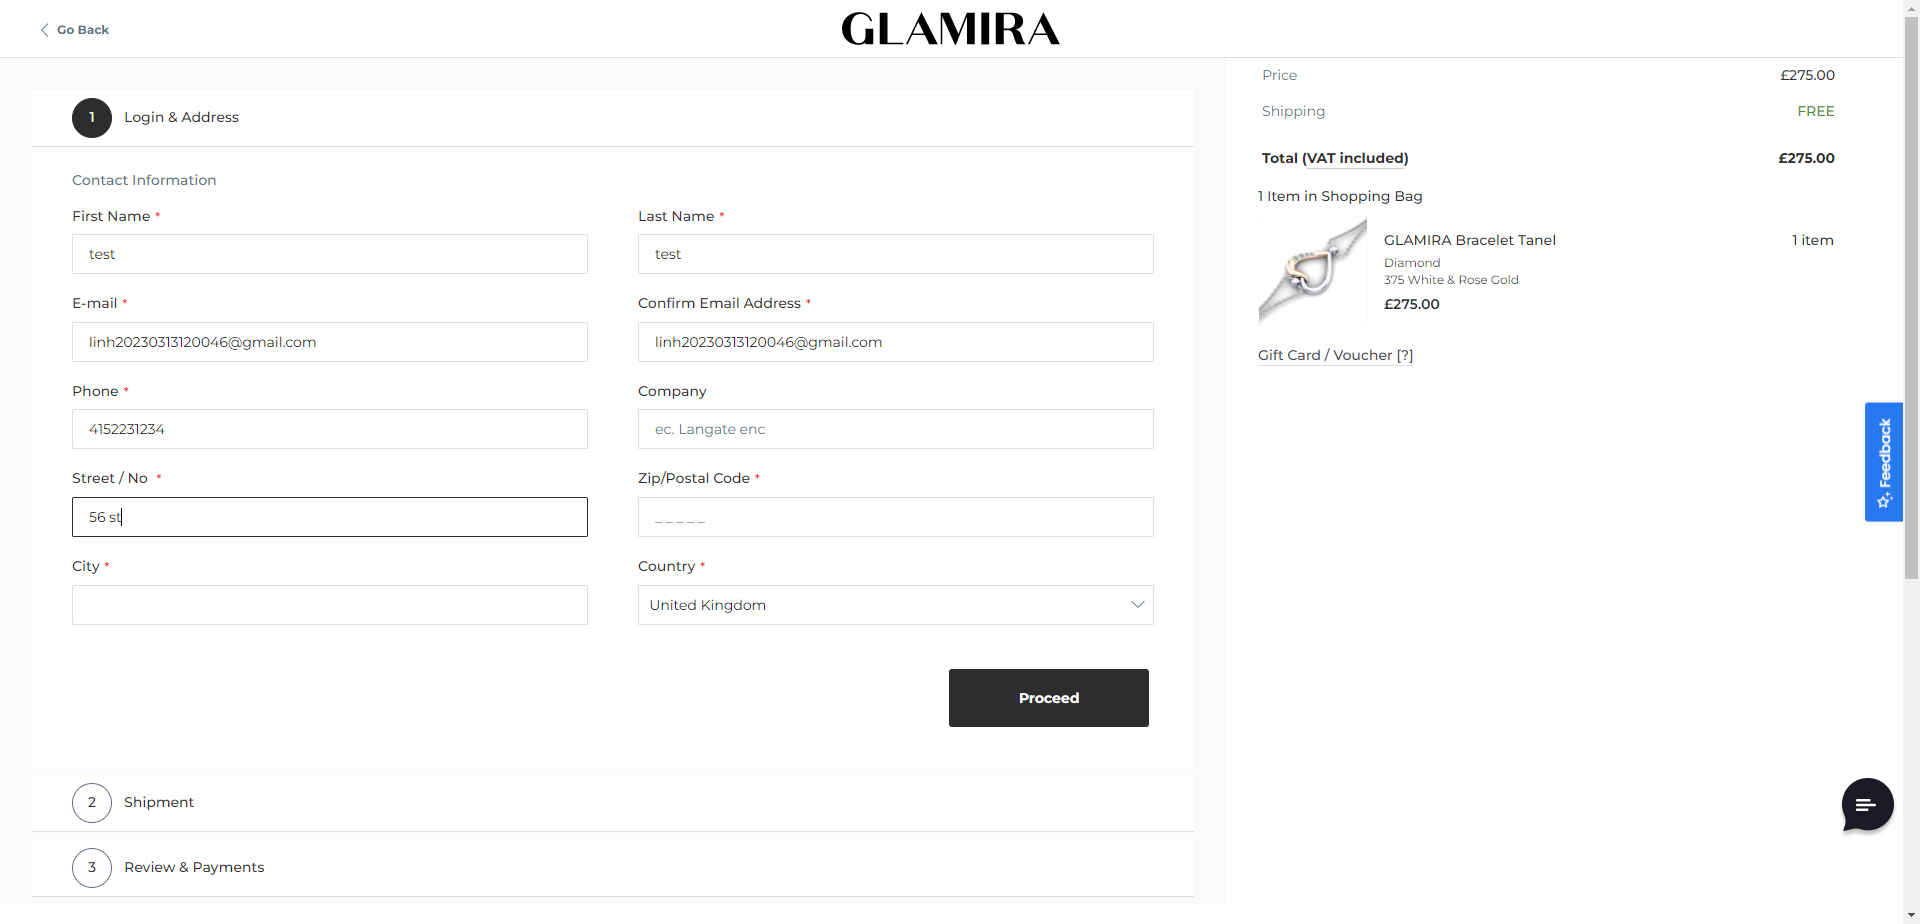 Go Back
GLAMIRA
1
Login & Address
Contact Information
First Name *
Last Name *
test
test
E-mail *
Confirm Email Address *
linh20230313120046@gmail.com
linh20230313120046@gmail.com
Phone *
Company
4152231234
ec. Langate enc
Street / No *
Zip/Postal Code *
56 st
_ _ _ _ _
City *
Country *
United Kingdom
Proceed
2
Shipment
3
Review & Payments
Price
£275.00
Shipping
FREE
Total (VAT included)
£275.00
1 Item in Shopping Bag
GLAMIRA Bracelet Tanel
1 item
Diamond
375 White & Rose Gold
£275.00
Gift Card / Voucher [?]
Feedback